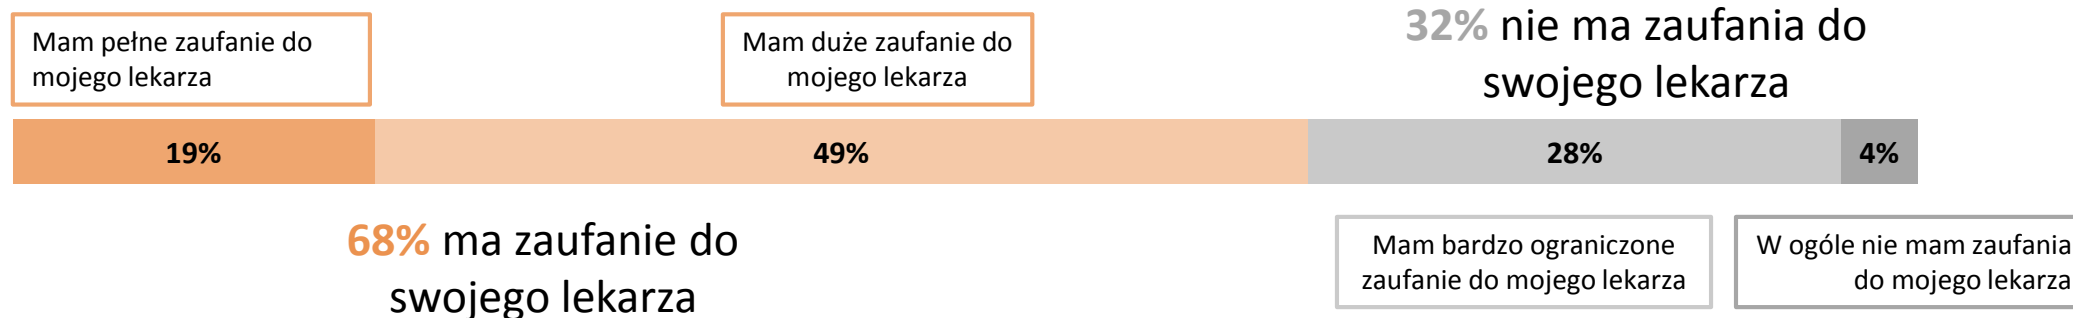 Mam pełne zaufanie do
mojego lekarza
Mam duże zaufanie do
mojego lekarza
32% nie ma zaufania do
swojego lekarza
19%
49%
28%
4%
68% ma zaufanie do
swojego lekarza
Mam bardzo ograniczone
zaufanie do mojego lekarza
W ogóle nie mam zaufania
do mojego lekarza